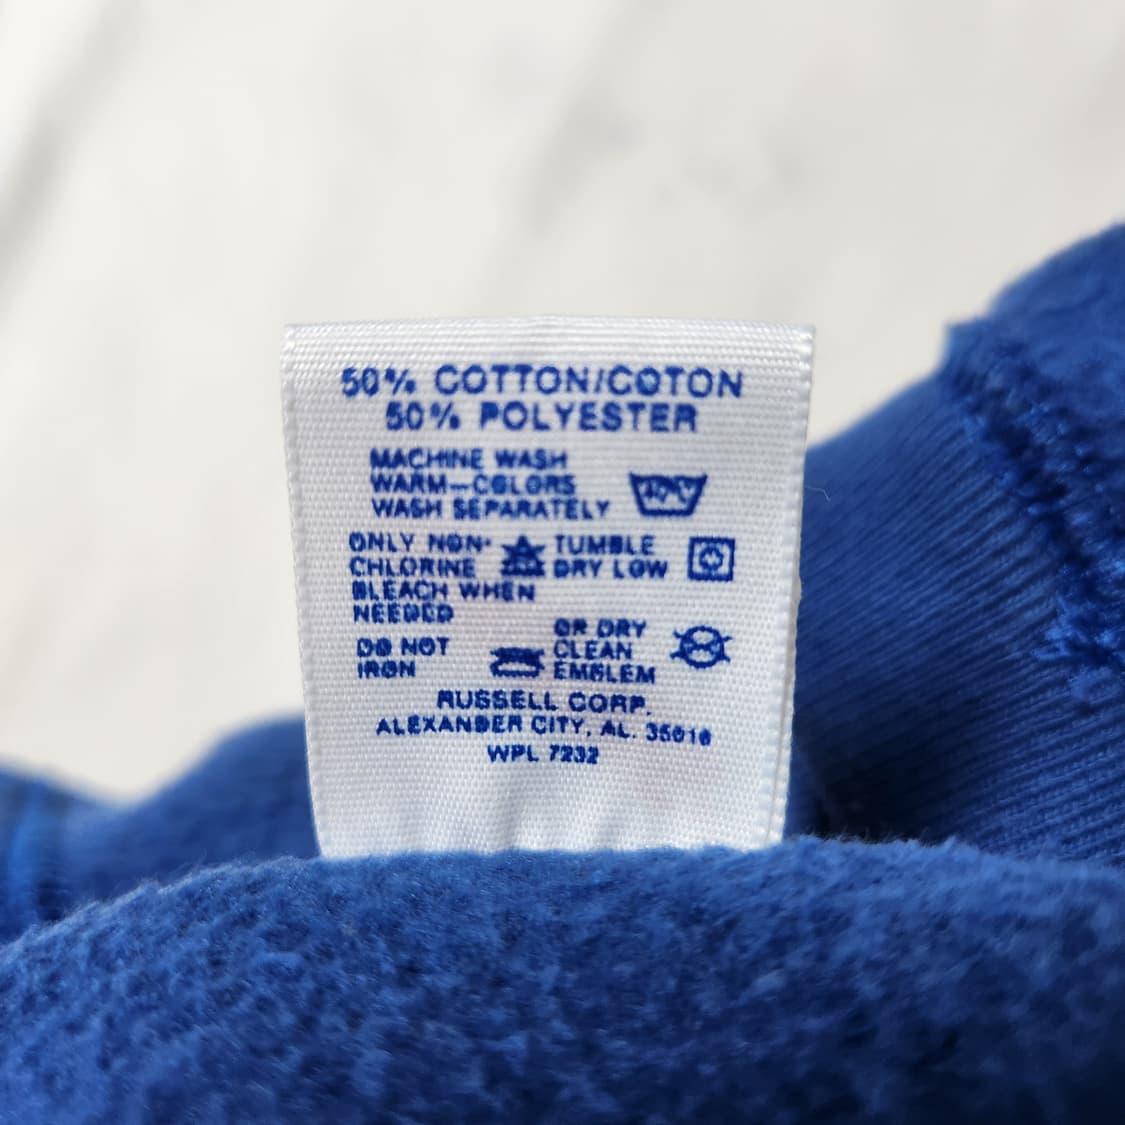 50% COTTON/COTON
50% POLYESTER
MACHINE WASH
WARM-COLORS
WASH SEPARATELY
ONLY NON-
CHLORINE
BLEACH WHEN
NEEDED
TUMBLE
DRY LOW
DO NOT
IRON
OR DRY
CLEAN
EMBLEM
RUSSELL CORP.
ALEXANDER CITY, AL. 35010
WPL 7232